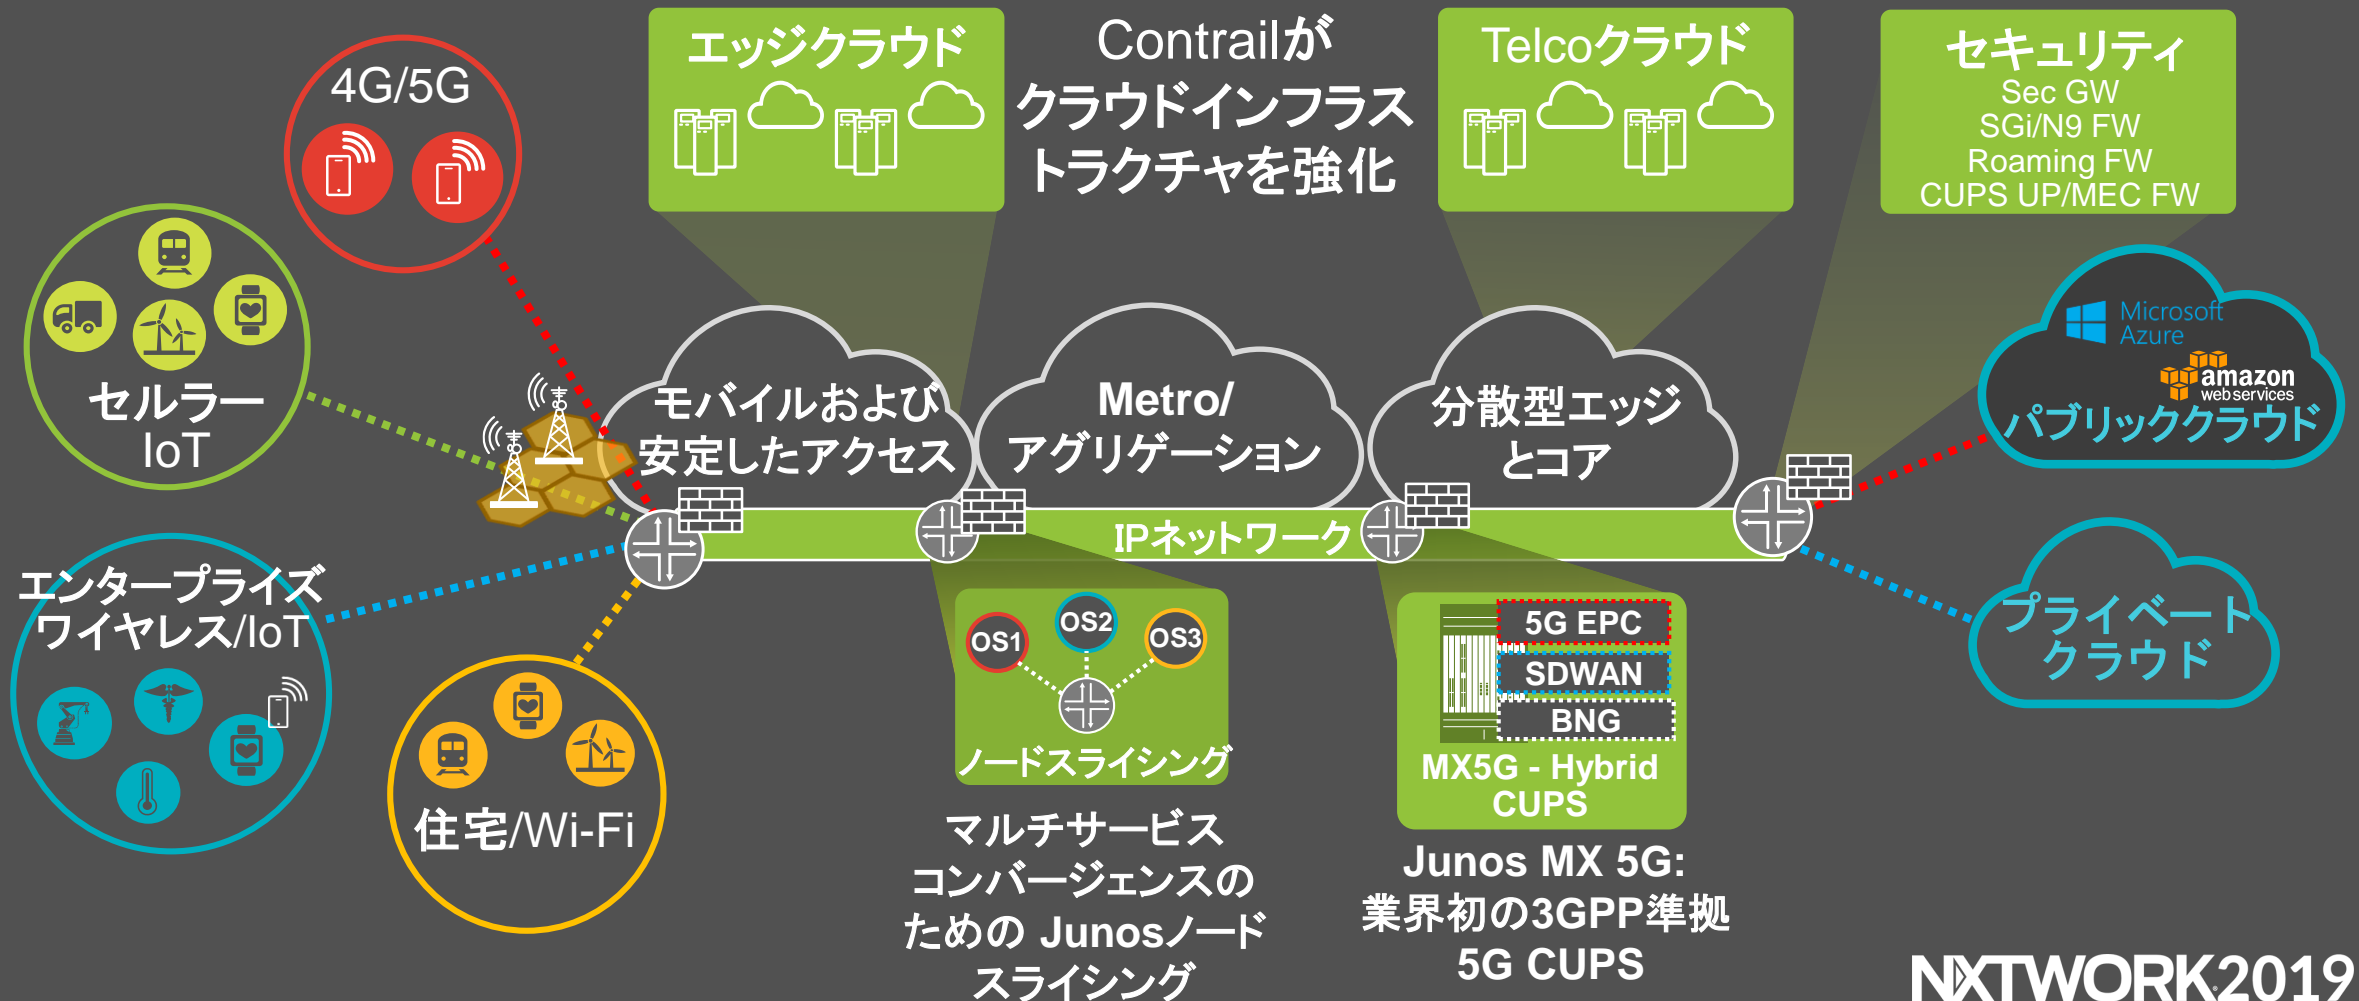 4G/5G
セルラー
IoT
エンタープライズ
ワイヤレス/IoT
住宅/Wi-Fi
エッジクラウド
Contrailが
クラウドインフラス
トラクチャを強化
Telcoクラウド
セキュリティ
Sec GW
SGi/N9 FW
Roaming FW
CUPS UP/MEC FW
モバイルおよび
安定したアクセス
Metro/
アグリゲーション
分散型エッジ
とコア
IPネットワーク
Microsoft
Azure
amazon
web services
パブリッククラウド
プライベート
クラウド
OS1
OS2
OS3
ノードスライシング
マルチサービス
コンバージェンスの
ための Junosノード
スライシング
5G EPC
SDWAN
BNG
MX5G - Hybrid
CUPS
Junos MX 5G:
業界初の3GPP準拠
5G CUPS
NXTWORK 2019